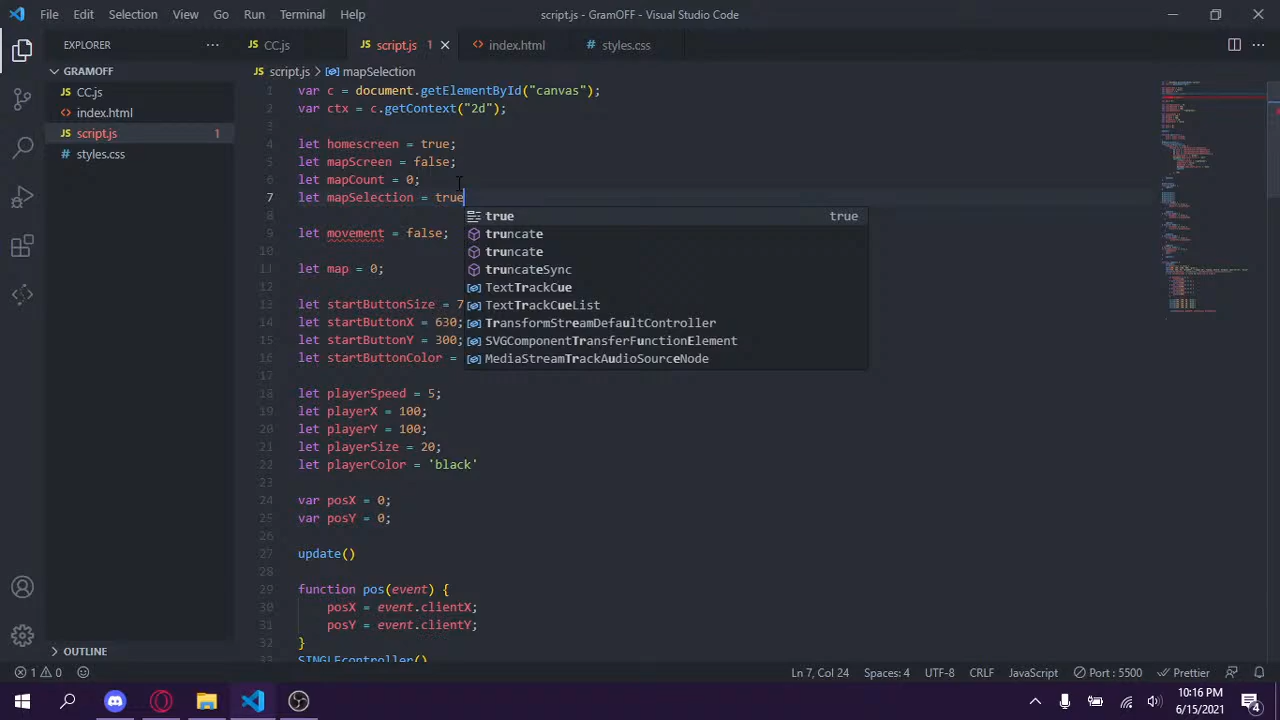 File Edit Selection View Go Run Terminal Help
script.js - GramOFF - Visual Studio Code
EXPLORER
JS CC.js
JS script.js 1
<> index.html
# styles.css
GRAMOFF
JS CC.js
<> index.html
JS script.js 1
# styles.css
OUTLINE
JS script.js > mapSelection
1 var c = document.getElementById("canvas");
2 var ctx = c.getContext("2d");
3
4 let homescreen = true;
5 let mapScreen = false;
6 let mapCount = 0;
7 let mapSelection = true
8
9 let movement = false;
10
11 let map = 0;
12
13 let startButtonSize = 7
14 let startButtonX = 630;
15 let startButtonY = 300;
16 let startButtonColor =
17
18 let playerSpeed = 5;
19 let playerX = 100;
20 let playerY = 100;
21 let playerSize = 20;
22 let playerColor = 'black'
23
24 var posX = 0;
25 var posY = 0;
26
27 update()
28
29 function pos(event) {
30 posX = event.clientX;
31 posY = event.clientY;
32 }
33 SINGLEcontroller()
true true
truncate
truncate
truncateSync
TextTrackCue
TextTrackCueList
TransformStreamDefaultController
SVGComponentTransferFunctionElement
MediaStreamTrackAudioSourceNode
1 0
Ln 7, Col 24 Spaces: 4 UTF-8 CRLF JavaScript Port : 5500 Prettier
10:16 PM
6/15/2021
4